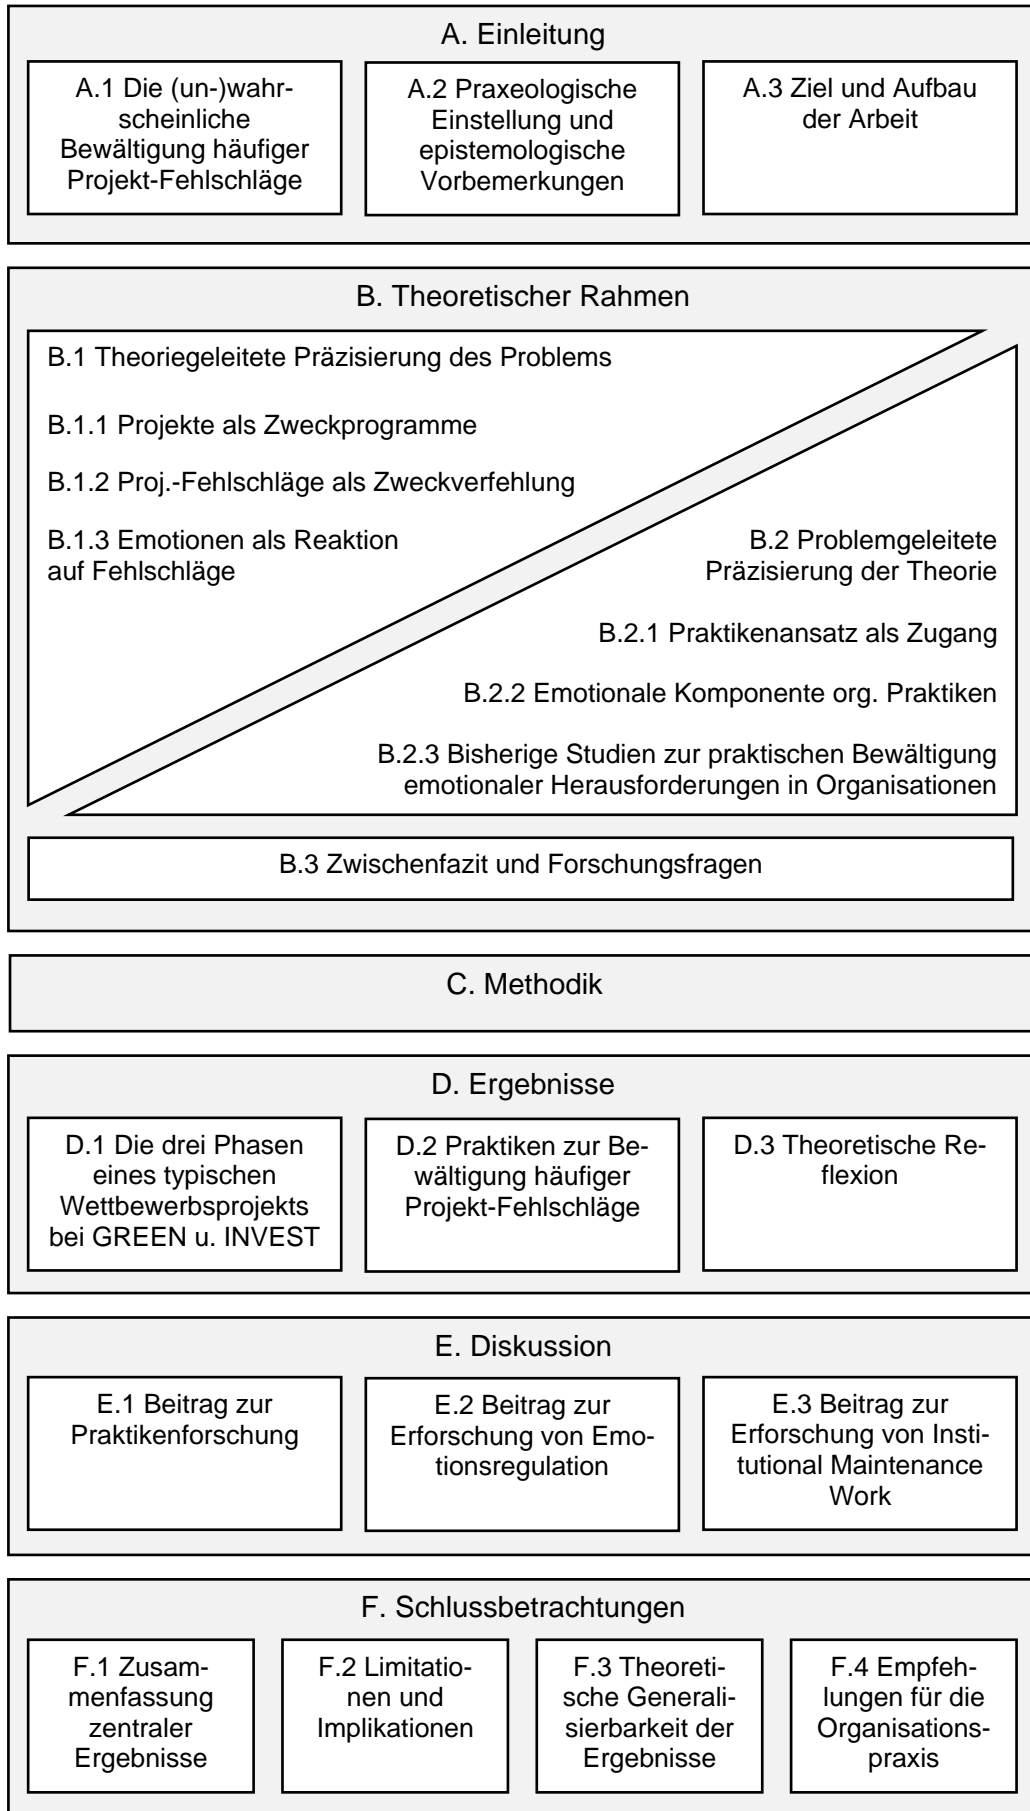 A. Einleitung
A.1 Die (un-)wahr-
scheinliche
Bewältigung häufiger
Projekt-Fehlschläge
A.2 Praxeologische
Einstellung und
epistemologische
Vorbemerkungen
A.3 Ziel und Aufbau
der Arbeit
B. Theoretischer Rahmen
B.1 Theoriegeleitete Präzisierung des Problems
B.1.1 Projekte als Zweckprogramme
B.1.2 Proj.-Fehlschläge als Zweckverfehlung
B.1.3 Emotionen als Reaktion
auf Fehlschläge
B.2 Problemgeleitete
Präzisierung der Theorie
B.2.1 Praktikenansatz als Zugang
B.2.2 Emotionale Komponente org. Praktiken
B.2.3 Bisherige Studien zur praktischen Bewältigung
emotionaler Herausforderungen in Organisationen
B.3 Zwischenfazit und Forschungsfragen
C. Methodik
D. Ergebnisse
D.1 Die drei Phasen
eines typischen
Wettbewerbsprojekts
bei GREEN u. INVEST
D.2 Praktiken zur Be-
wältigung häufiger
Projekt-Fehlschläge
D.3 Theoretische Re-
flexion
E. Diskussion
E.1 Beitrag zur
Praktikenforschung
E.2 Beitrag zur
Erforschung von Emo-
tionsregulation
E.3 Beitrag zur
Erforschung von Insti-
tutional Maintenance
Work
F. Schlussbetrachtungen
F.1 Zusam-
menfassung
zentraler
Ergebnisse
F.2 Limitatio-
nen und
Implikationen
F.3 Theoreti-
sche Generali-
sierbarkeit der
Ergebnisse
F.4 Empfeh-
lungen für die
Organisations-
praxis